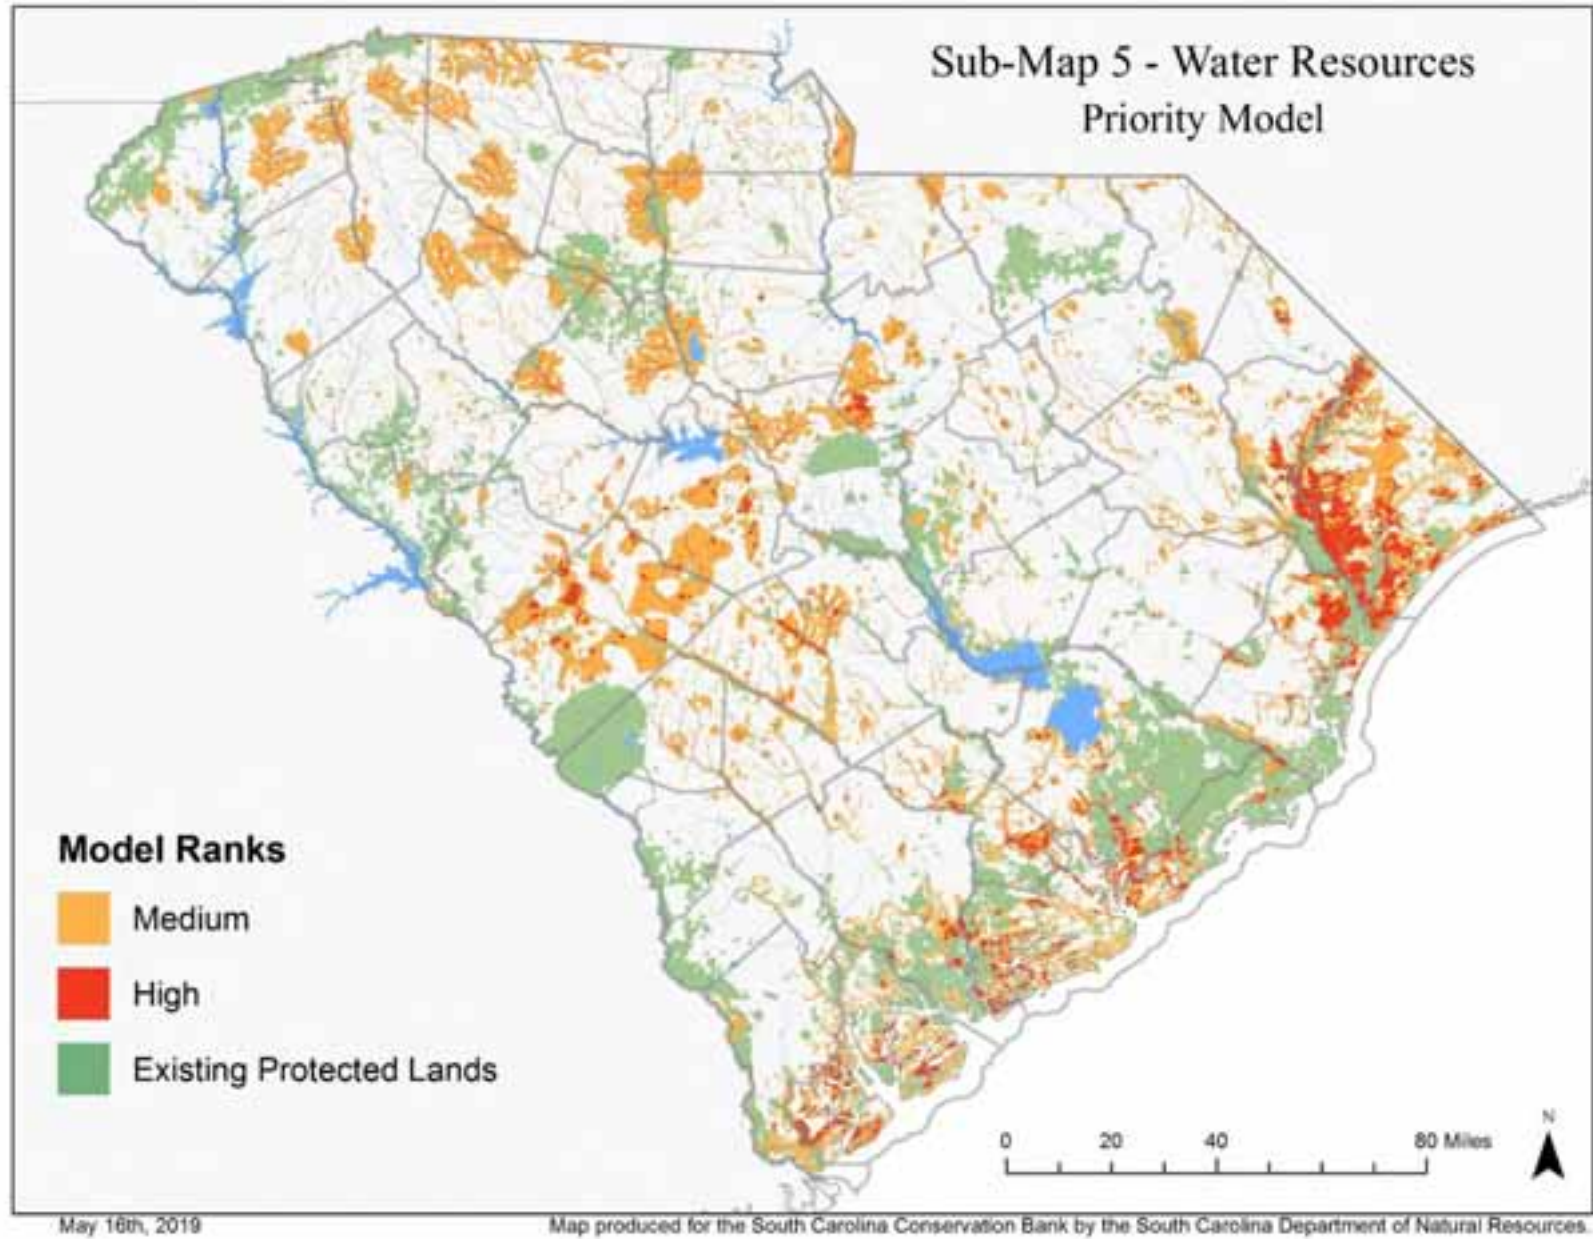 Sub-Map 5 - Water Resources
Priority Model
Model Ranks
Medium
High
Existing Protected Lands
0 20 40 80 Miles
N
May 16th, 2019
Map produced for the South Carolina Conservation Bank by the South Carolina Department of Natural Resources.